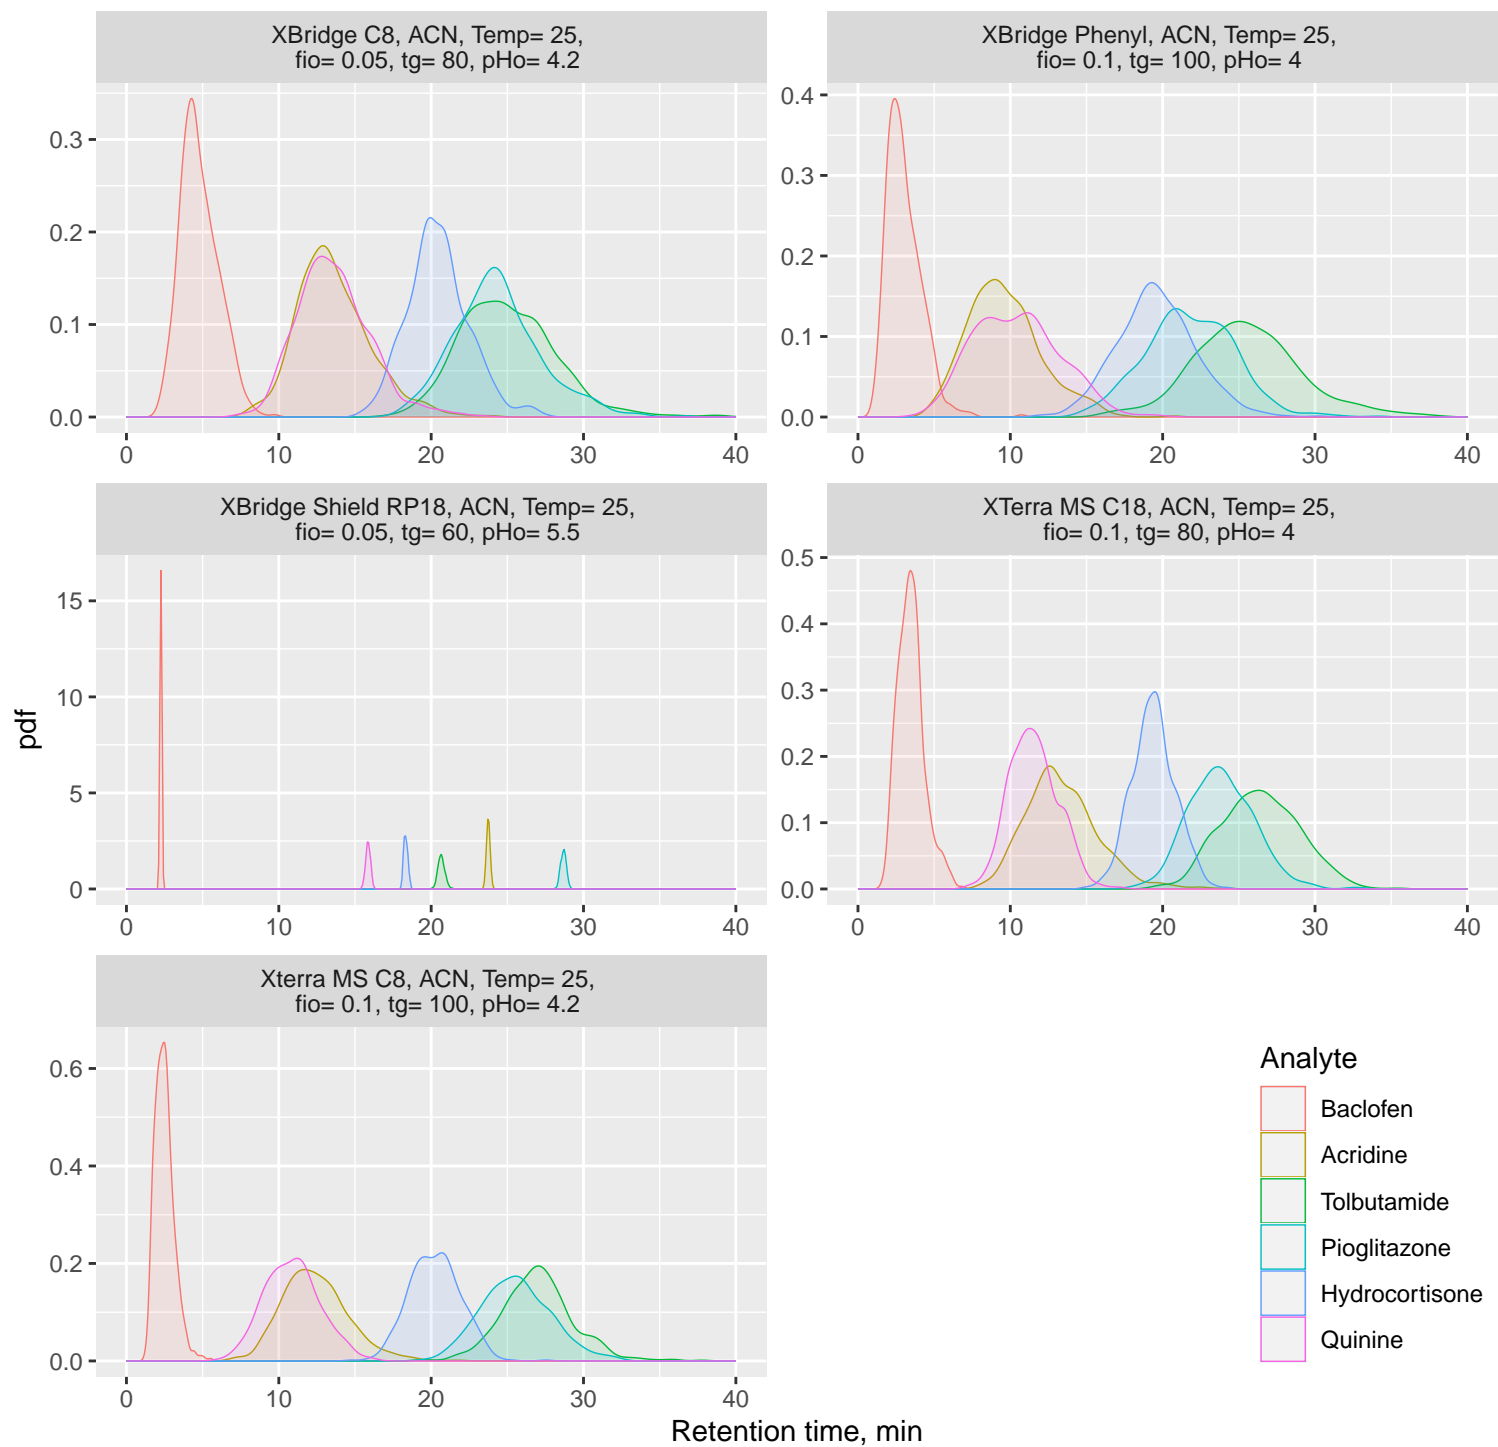 XBridge C8, ACN, Temp= 25,
fio= 0.05, tg= 80, pHo= 4.2
0.3
0.2
0.1
0.0
0 10 20 30 40
XBridge Phenyl, ACN, Temp= 25,
fio= 0.1, tg= 100, pHo= 4
0.4
0.3
0.2
0.1
0.0
0 10 20 30 40
XBridge Shield RP18, ACN, Temp= 25,
fio= 0.05, tg= 60, pHo= 5.5
15
10
5
0
0 10 20 30 40
XTerra MS C18, ACN, Temp= 25,
fio= 0.1, tg= 80, pHo= 4
0.5
0.4
0.3
0.2
0.1
0.0
0 10 20 30 40
Xterra MS C8, ACN, Temp= 25,
fio= 0.1, tg= 100, pHo= 4.2
0.6
0.4
0.2
0.0
0 10 20 30 40
pdf
Retention time, min
Analyte
Baclofen
Acridine
Tolbutamide
Pioglitazone
Hydrocortisone
Quinine